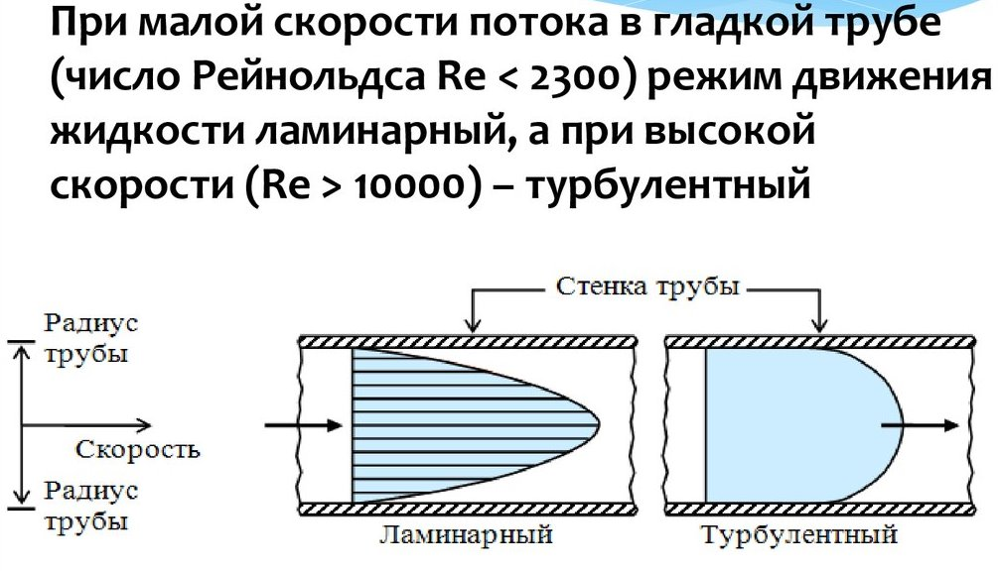 При малой скорости потока в гладкой трубе
(число Рейнольдса Re < 2300) режим движения
жидкости ламинарный, а при высокой
скорости (Re > 10000) – турбулентный
Стенка трубы
Радиус
трубы
Скорость
Радиус
трубы
Ламинарный
Турбулентный